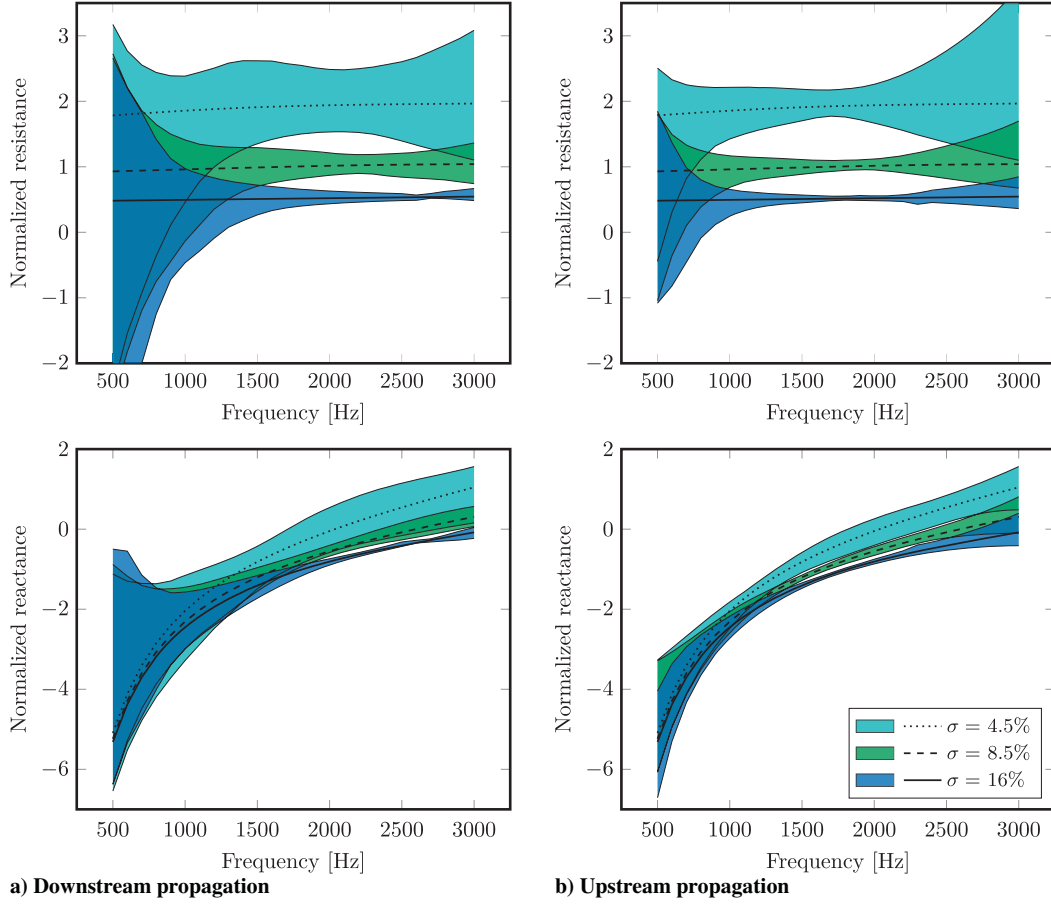 3
2
1
0
−1
−2
Normalized resistance
500 1000 1500 2000 2500 3000
Frequency [Hz]
3
2
1
0
−1
−2
Normalized resistance
500 1000 1500 2000 2500 3000
Frequency [Hz]
2
0
−2
−4
−6
Normalized reactance
500 1000 1500 2000 2500 3000
Frequency [Hz]
a) Downstream propagation
2
0
−2
−4
−6
Normalized reactance
σ = 4.5%
σ = 8.5%
σ = 16%
500 1000 1500 2000 2500 3000
Frequency [Hz]
b) Upstream propagation